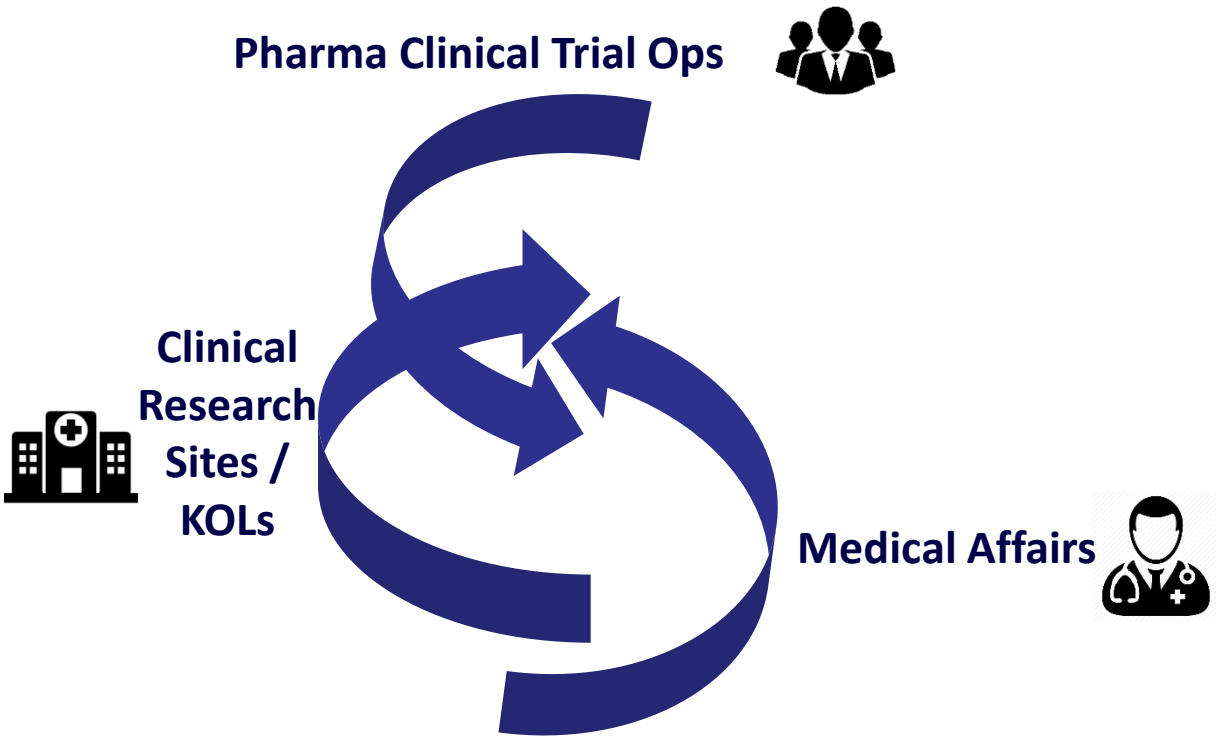 Pharma Clinical Trial Ops
Clinical
Research
Sites /
KOLs
Medical Affairs